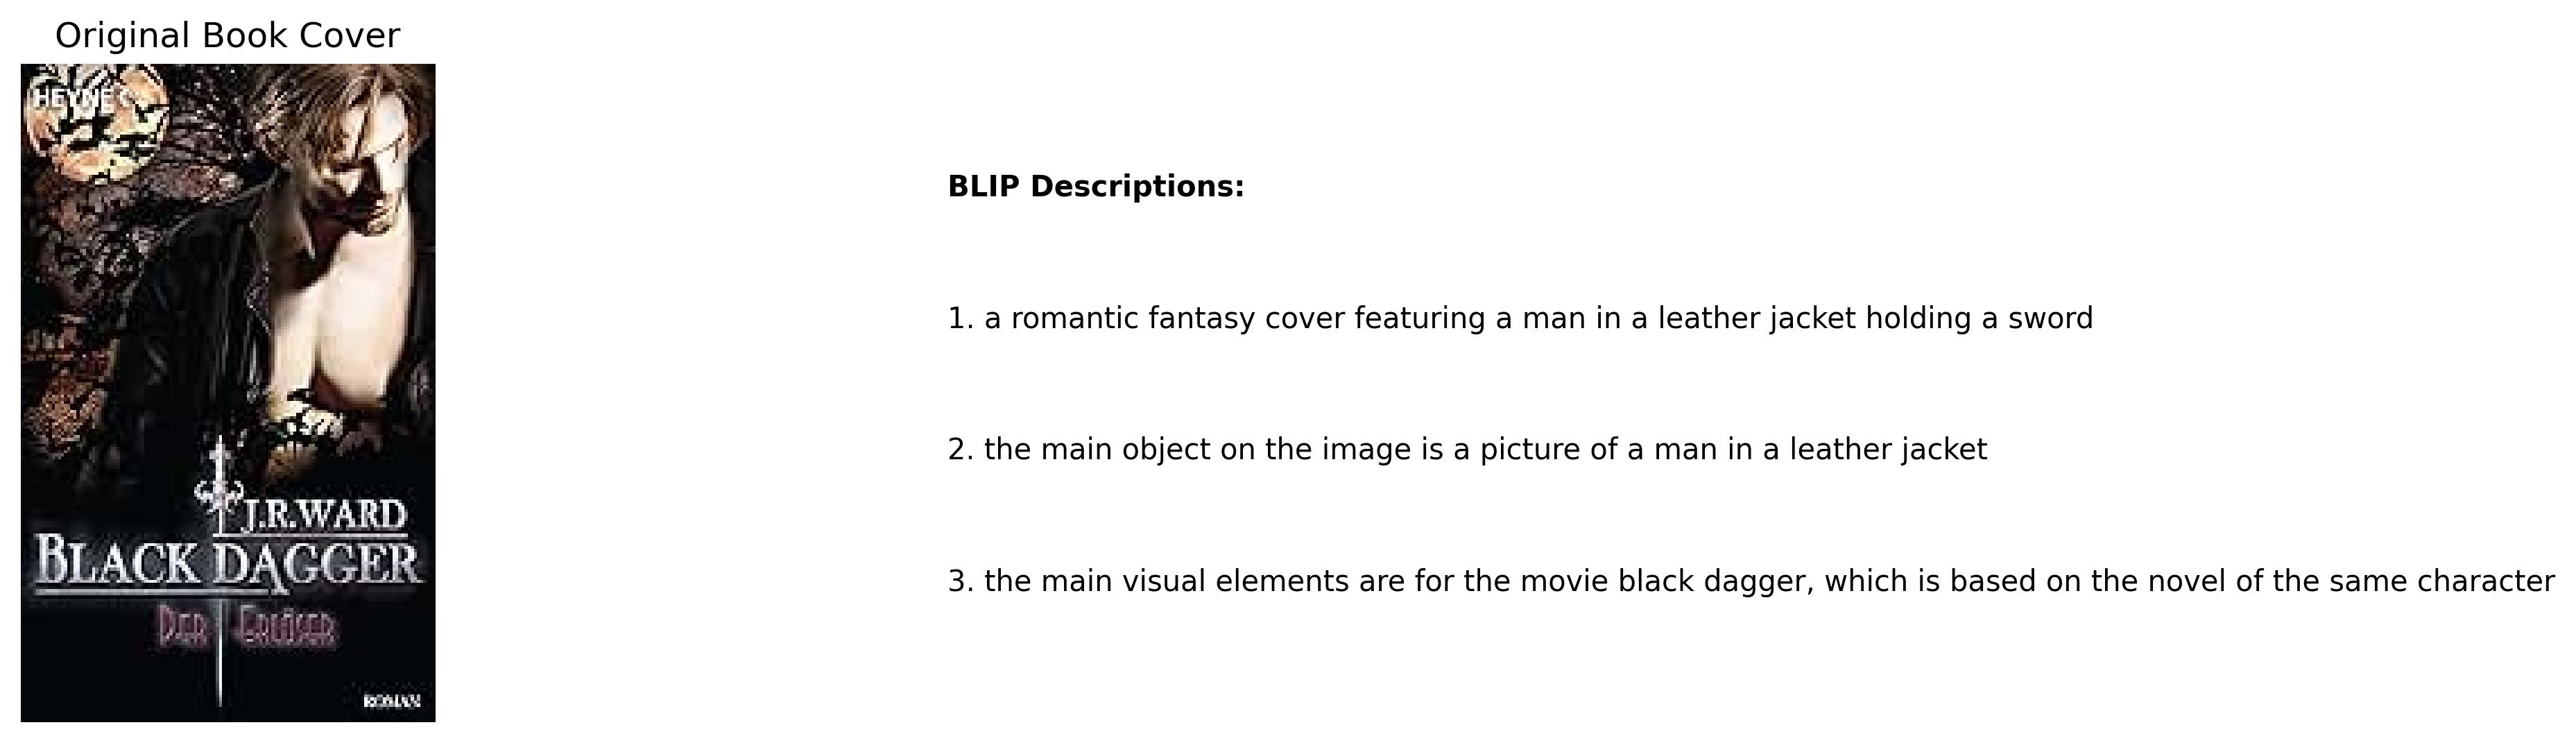 Original Book Cover
HEYNE
J.R.WARD
BLACK DAGGER
DER ERLÖSER
ROMAN
BLIP Descriptions:
1. a romantic fantasy cover featuring a man in a leather jacket holding a sword
2. the main object on the image is a picture of a man in a leather jacket
3. the main visual elements are for the movie black dagger, which is based on the novel of the same character